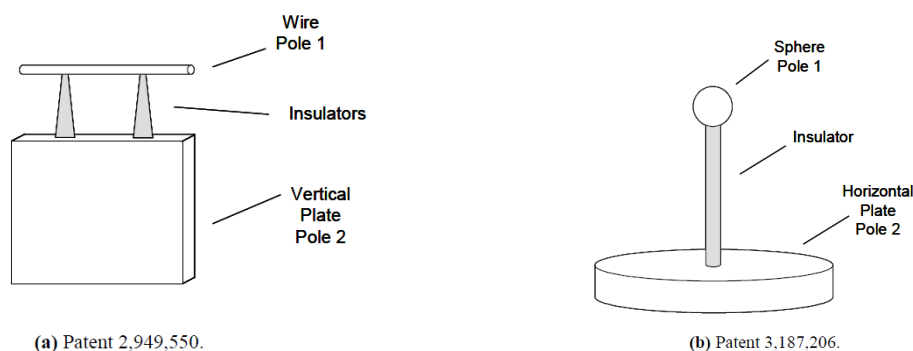 Wire
Pole 1
Insulators
Vertical
Plate
Pole 2
(a) Patent 2,949,550.
Sphere
Pole 1
Insulator
Horizontal
Plate
Pole 2
(b) Patent 3,187,206.